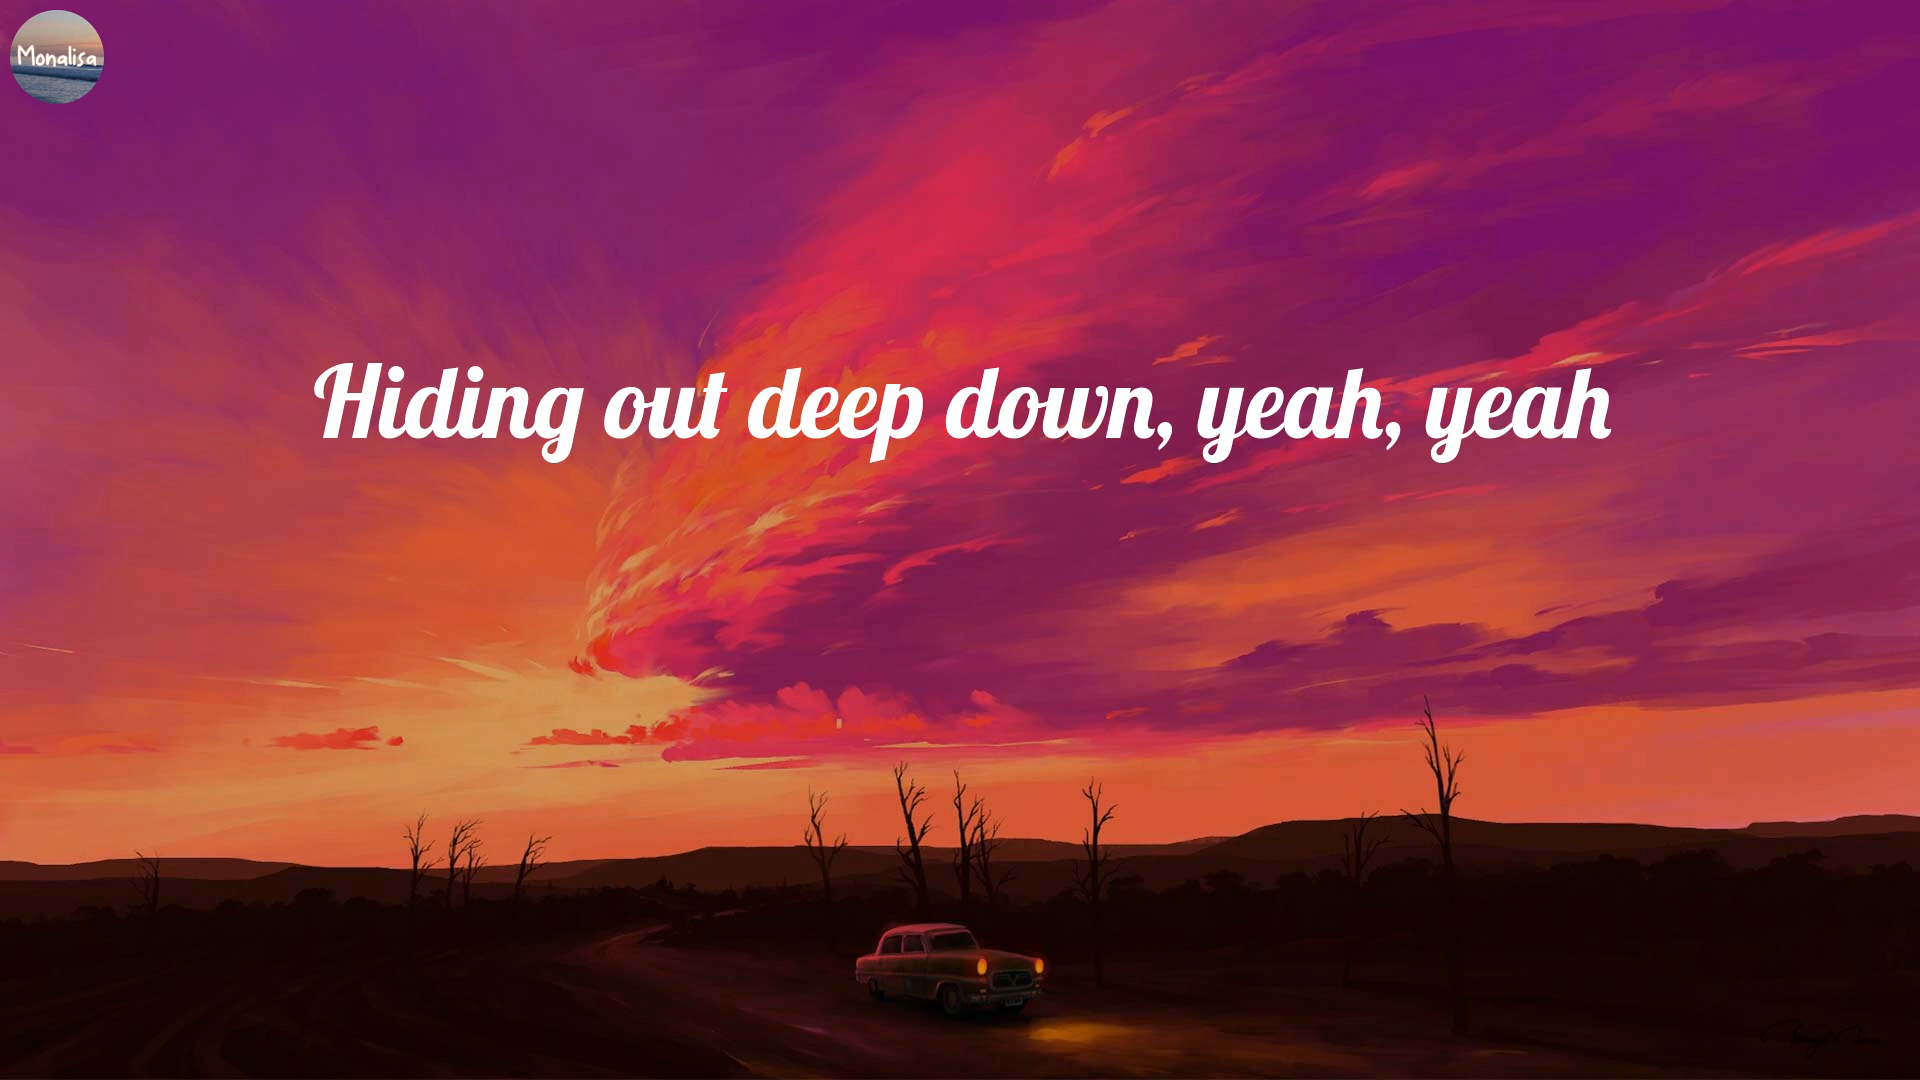 Monalisa
Hiding out deep down, yeah, yeah